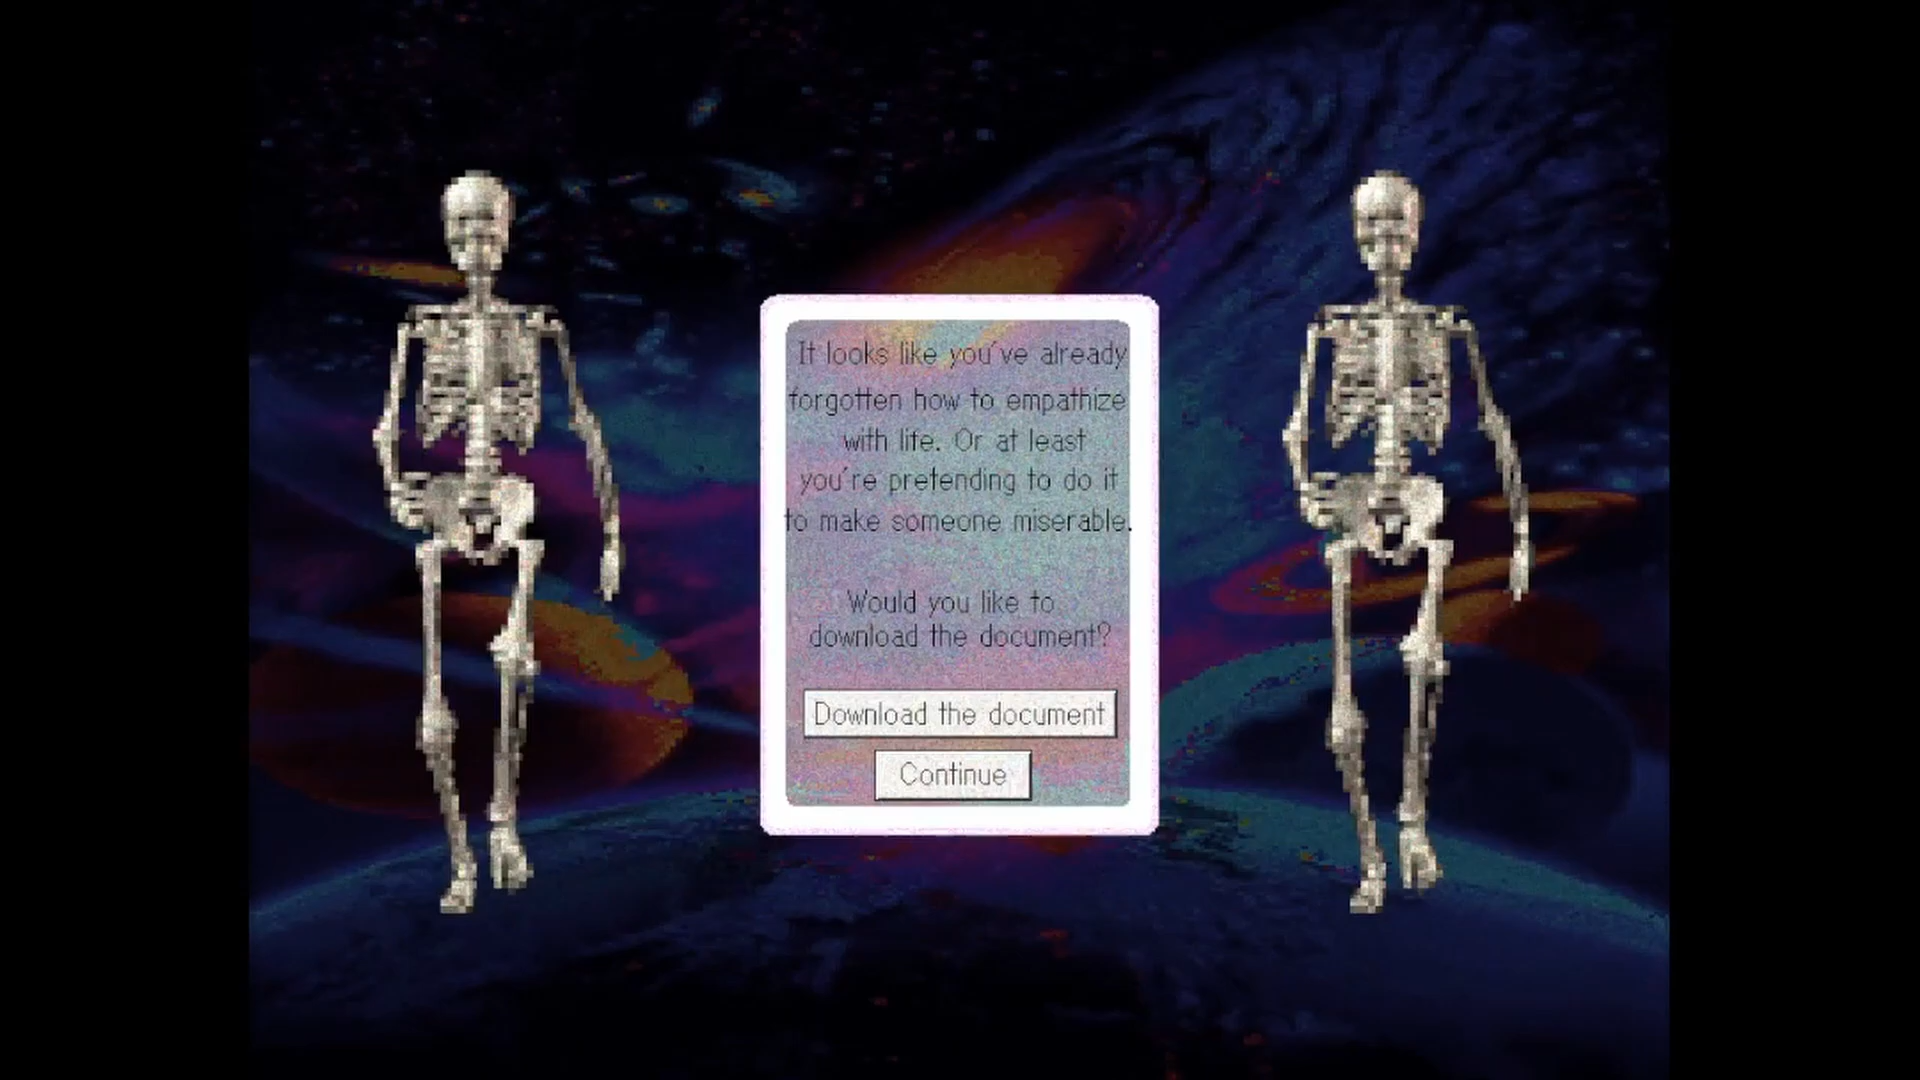 It looks like you've already
forgotten how to empathize
with life. Or at least
you're pretending to do it
to make someone miserable.
Would you like to
download the document?
Download the document
Continue